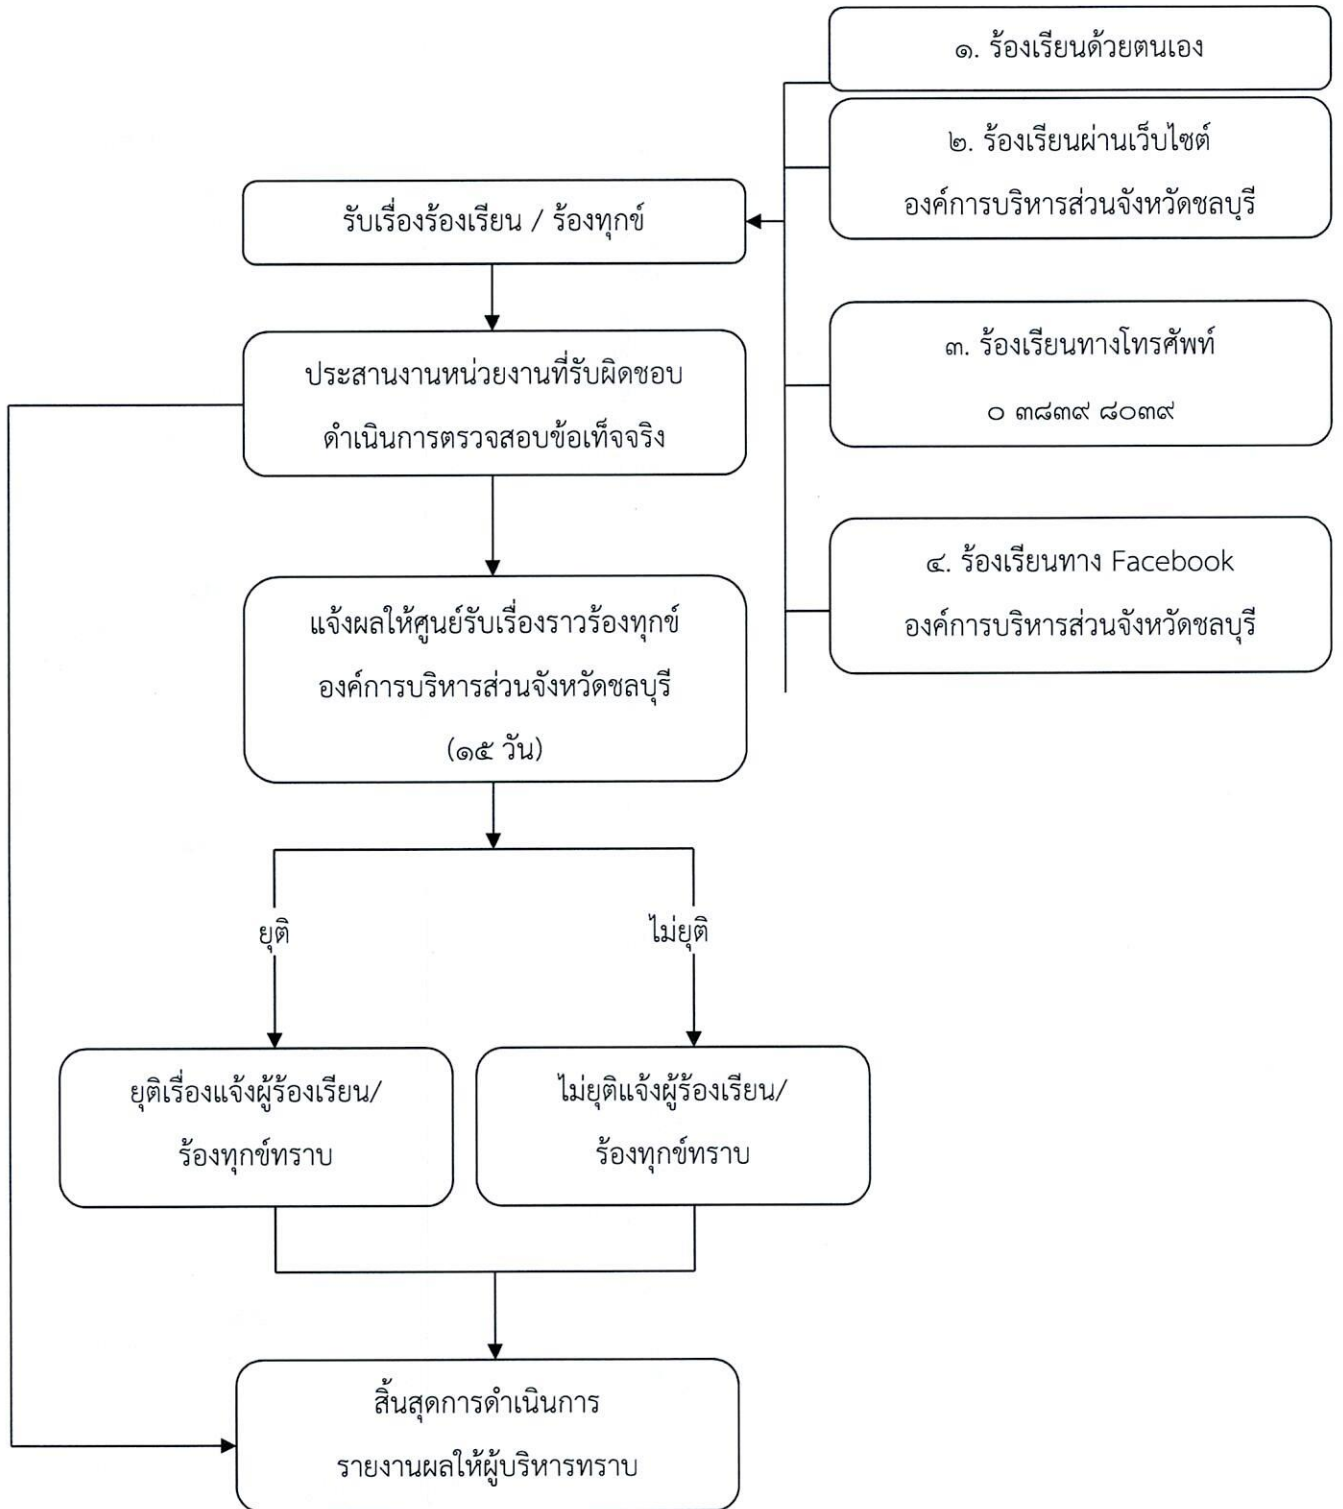 ๑. ร้องเรียนด้วยตนเอง
๒. ร้องเรียนผ่านเว็บไซต์
องค์การบริหารส่วนจังหวัดชลบุรี
รับเรื่องร้องเรียน / ร้องทุกข์
๓. ร้องเรียนทางโทรศัพท์
๐ ๓๘๓๙ ๘๐๓๙
ประสานงานหน่วยงานที่รับผิดชอบ
ดำเนินการตรวจสอบข้อเท็จจริง
๔. ร้องเรียนทาง Facebook
องค์การบริหารส่วนจังหวัดชลบุรี
แจ้งผลให้ศูนย์รับเรื่องราวร้องทุกข์
องค์การบริหารส่วนจังหวัดชลบุรี
(๑๕ วัน)
ยุติ
ไม่ยุติ
ยุติเรื่องแจ้งผู้ร้องเรียน/
ร้องทุกข์ทราบ
ไม่ยุติแจ้งผู้ร้องเรียน/
ร้องทุกข์ทราบ
สิ้นสุดการดำเนินการ
รายงานผลให้ผู้บริหารทราบ